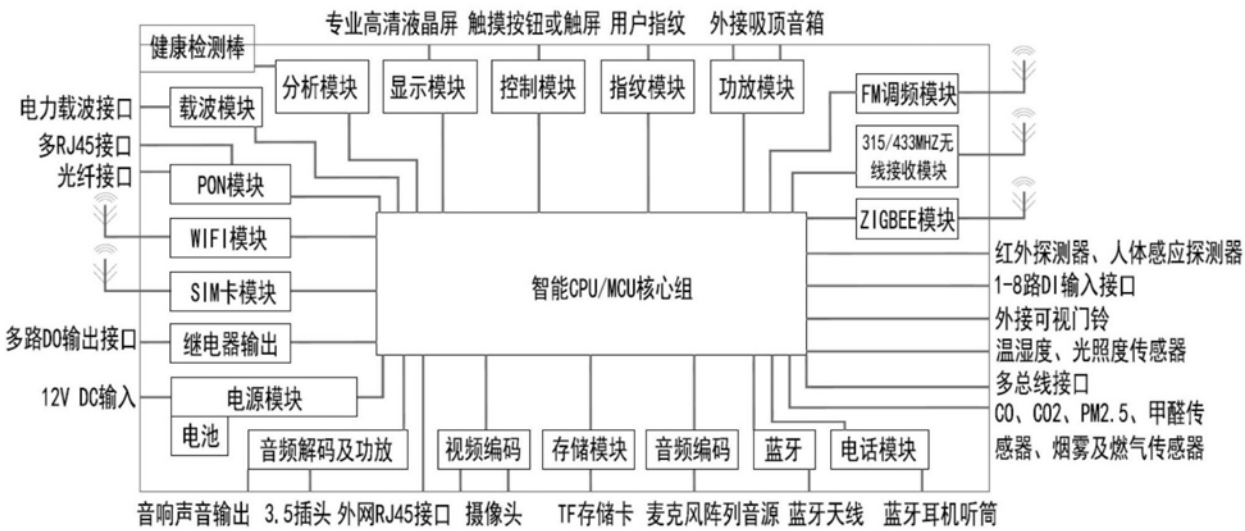 专业高清液晶屏 触摸按钮或触屏 用户指纹 外接吸顶音箱
健康检测棒
分析模块 显示模块 控制模块 指纹模块 功放模块
FM调频模块
电力载波接口
载波模块
多RJ45接口
光纤接口
PON模块
315/433MHZ无
线接收模块
WIFI模块
ZIGBEE模块
SIM卡模块
智能CPU/MCU核心组
红外探测器、人体感应探测器
1-8路DI输入接口
外接可视门铃
温湿度、光照度传感器
多总线接口
CO、CO2、PM2.5、甲醛传
感器、烟雾及燃气传感器
多路DO输出接口
继电器输出
12V DC输入
电源模块
电池
音频解码及功放 视频编码 存储模块 音频编码 蓝牙 电话模块
音响声音输出 3.5插头 外网RJ45接口 摄像头 TF存储卡 麦克风阵列音源 蓝牙天线 蓝牙耳机听筒